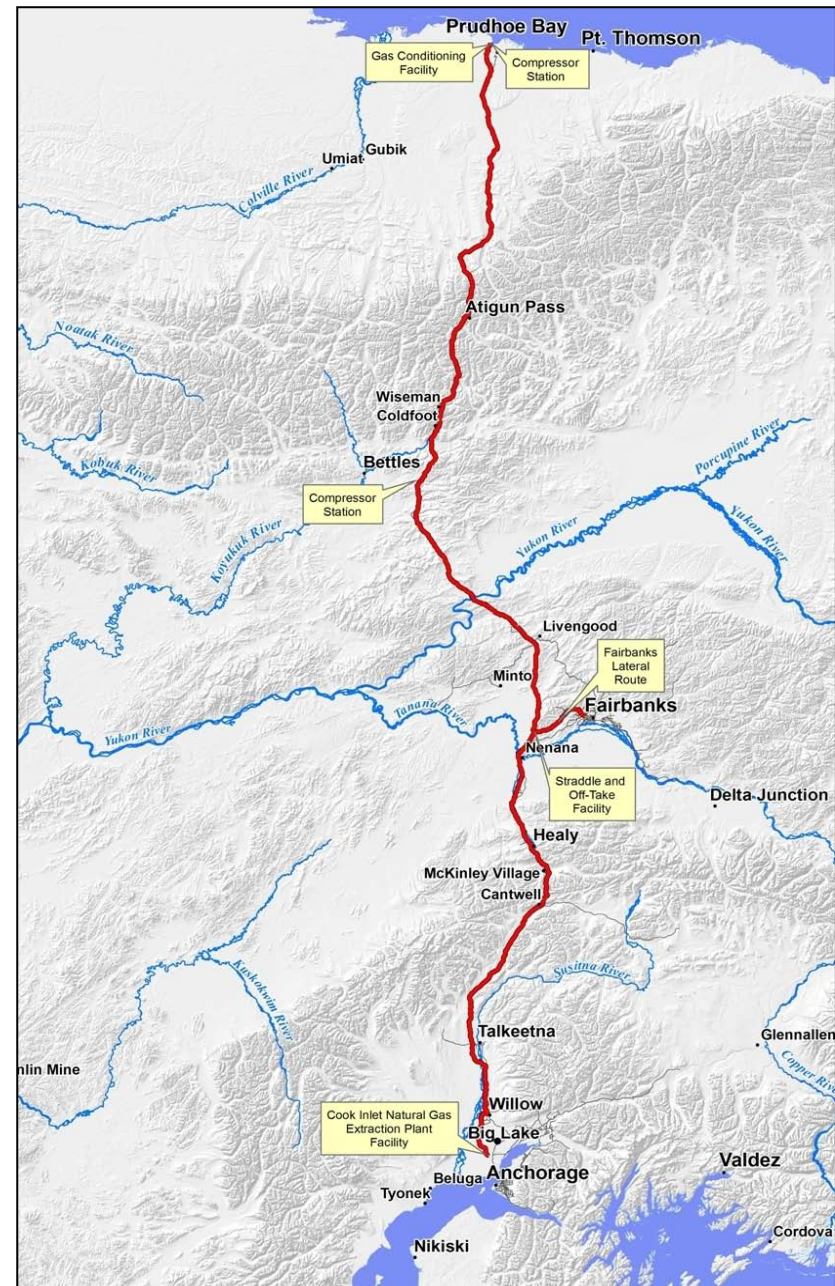 Prudhoe Bay
Pt. Thomson
Gas Conditioning
Facility
Compressor
Station
Gubik
Umiat
Colville River
Atigun Pass
Noatak River
Wiseman
Coldfoot
Kobuk River
Bettles
Porcupine River
Compressor
Station
Yukon River
Yukon River
Koyukuk River
Livengood
Fairbanks
Lateral
Route
Minto
Fairbanks
Tanana River
Yukon River
Nenana
Straddle and
Off-Take
Facility
Delta Junction
Healy
McKinley Village
Cantwell
Susitna River
Kuskokwim River
Talkeetna
Glennallen
nlin Mine
Copper Rive
Willow
Cook Inlet Natural Gas
Extraction Plant
Facility
Big Lake
Valdez
Beluga
Anchorage
Tyonek
Cordova
Nikiski